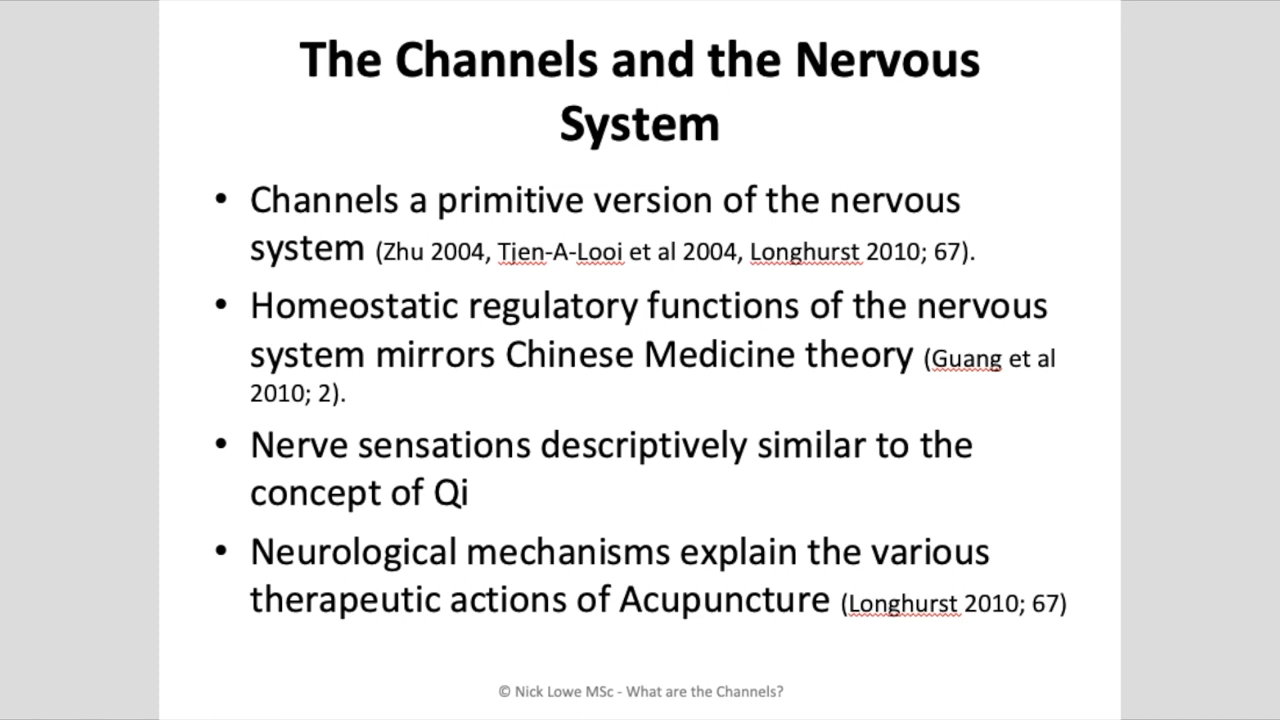 The Channels and the Nervous
System
• Channels a primitive version of the nervous
system (Zhu 2004, Tjen-A-Looi et al 2004, Longhurst 2010; 67).
• Homeostatic regulatory functions of the nervous
system mirrors Chinese Medicine theory (Guang et al
2010; 2).
• Nerve sensations descriptively similar to the
concept of Qi
• Neurological mechanisms explain the various
therapeutic actions of Acupuncture (Longhurst 2010; 67)
© Nick Lowe MSc - What are the Channels?